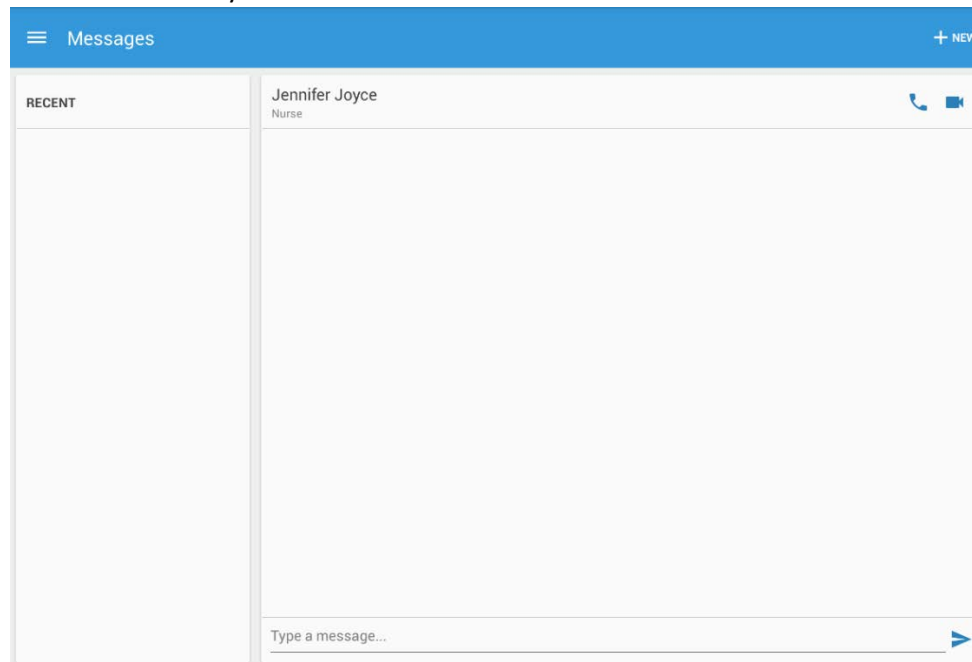 Messages
+ NEW
RECENT
Jennifer Joyce
Nurse
Type a message...